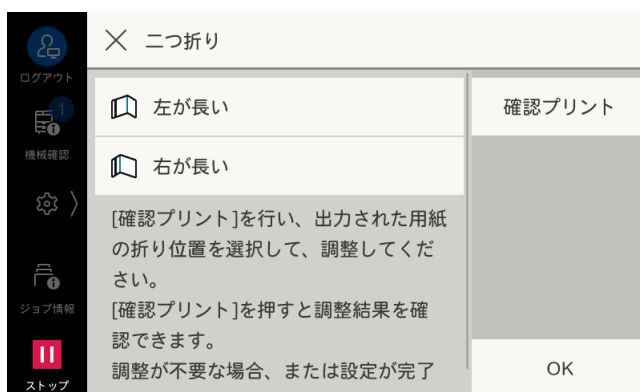 二つ折り
ログアウト
1
機械確認
ジョブ情報
ストップ
左が長い
右が長い
[確認プリント]を行い、出力された用紙
の折り位置を選択して、調整してくだ
さい。
[確認プリント]を押すと調整結果を確
認できます。
調整が不要な場合、または設定が完了
確認プリント
OK